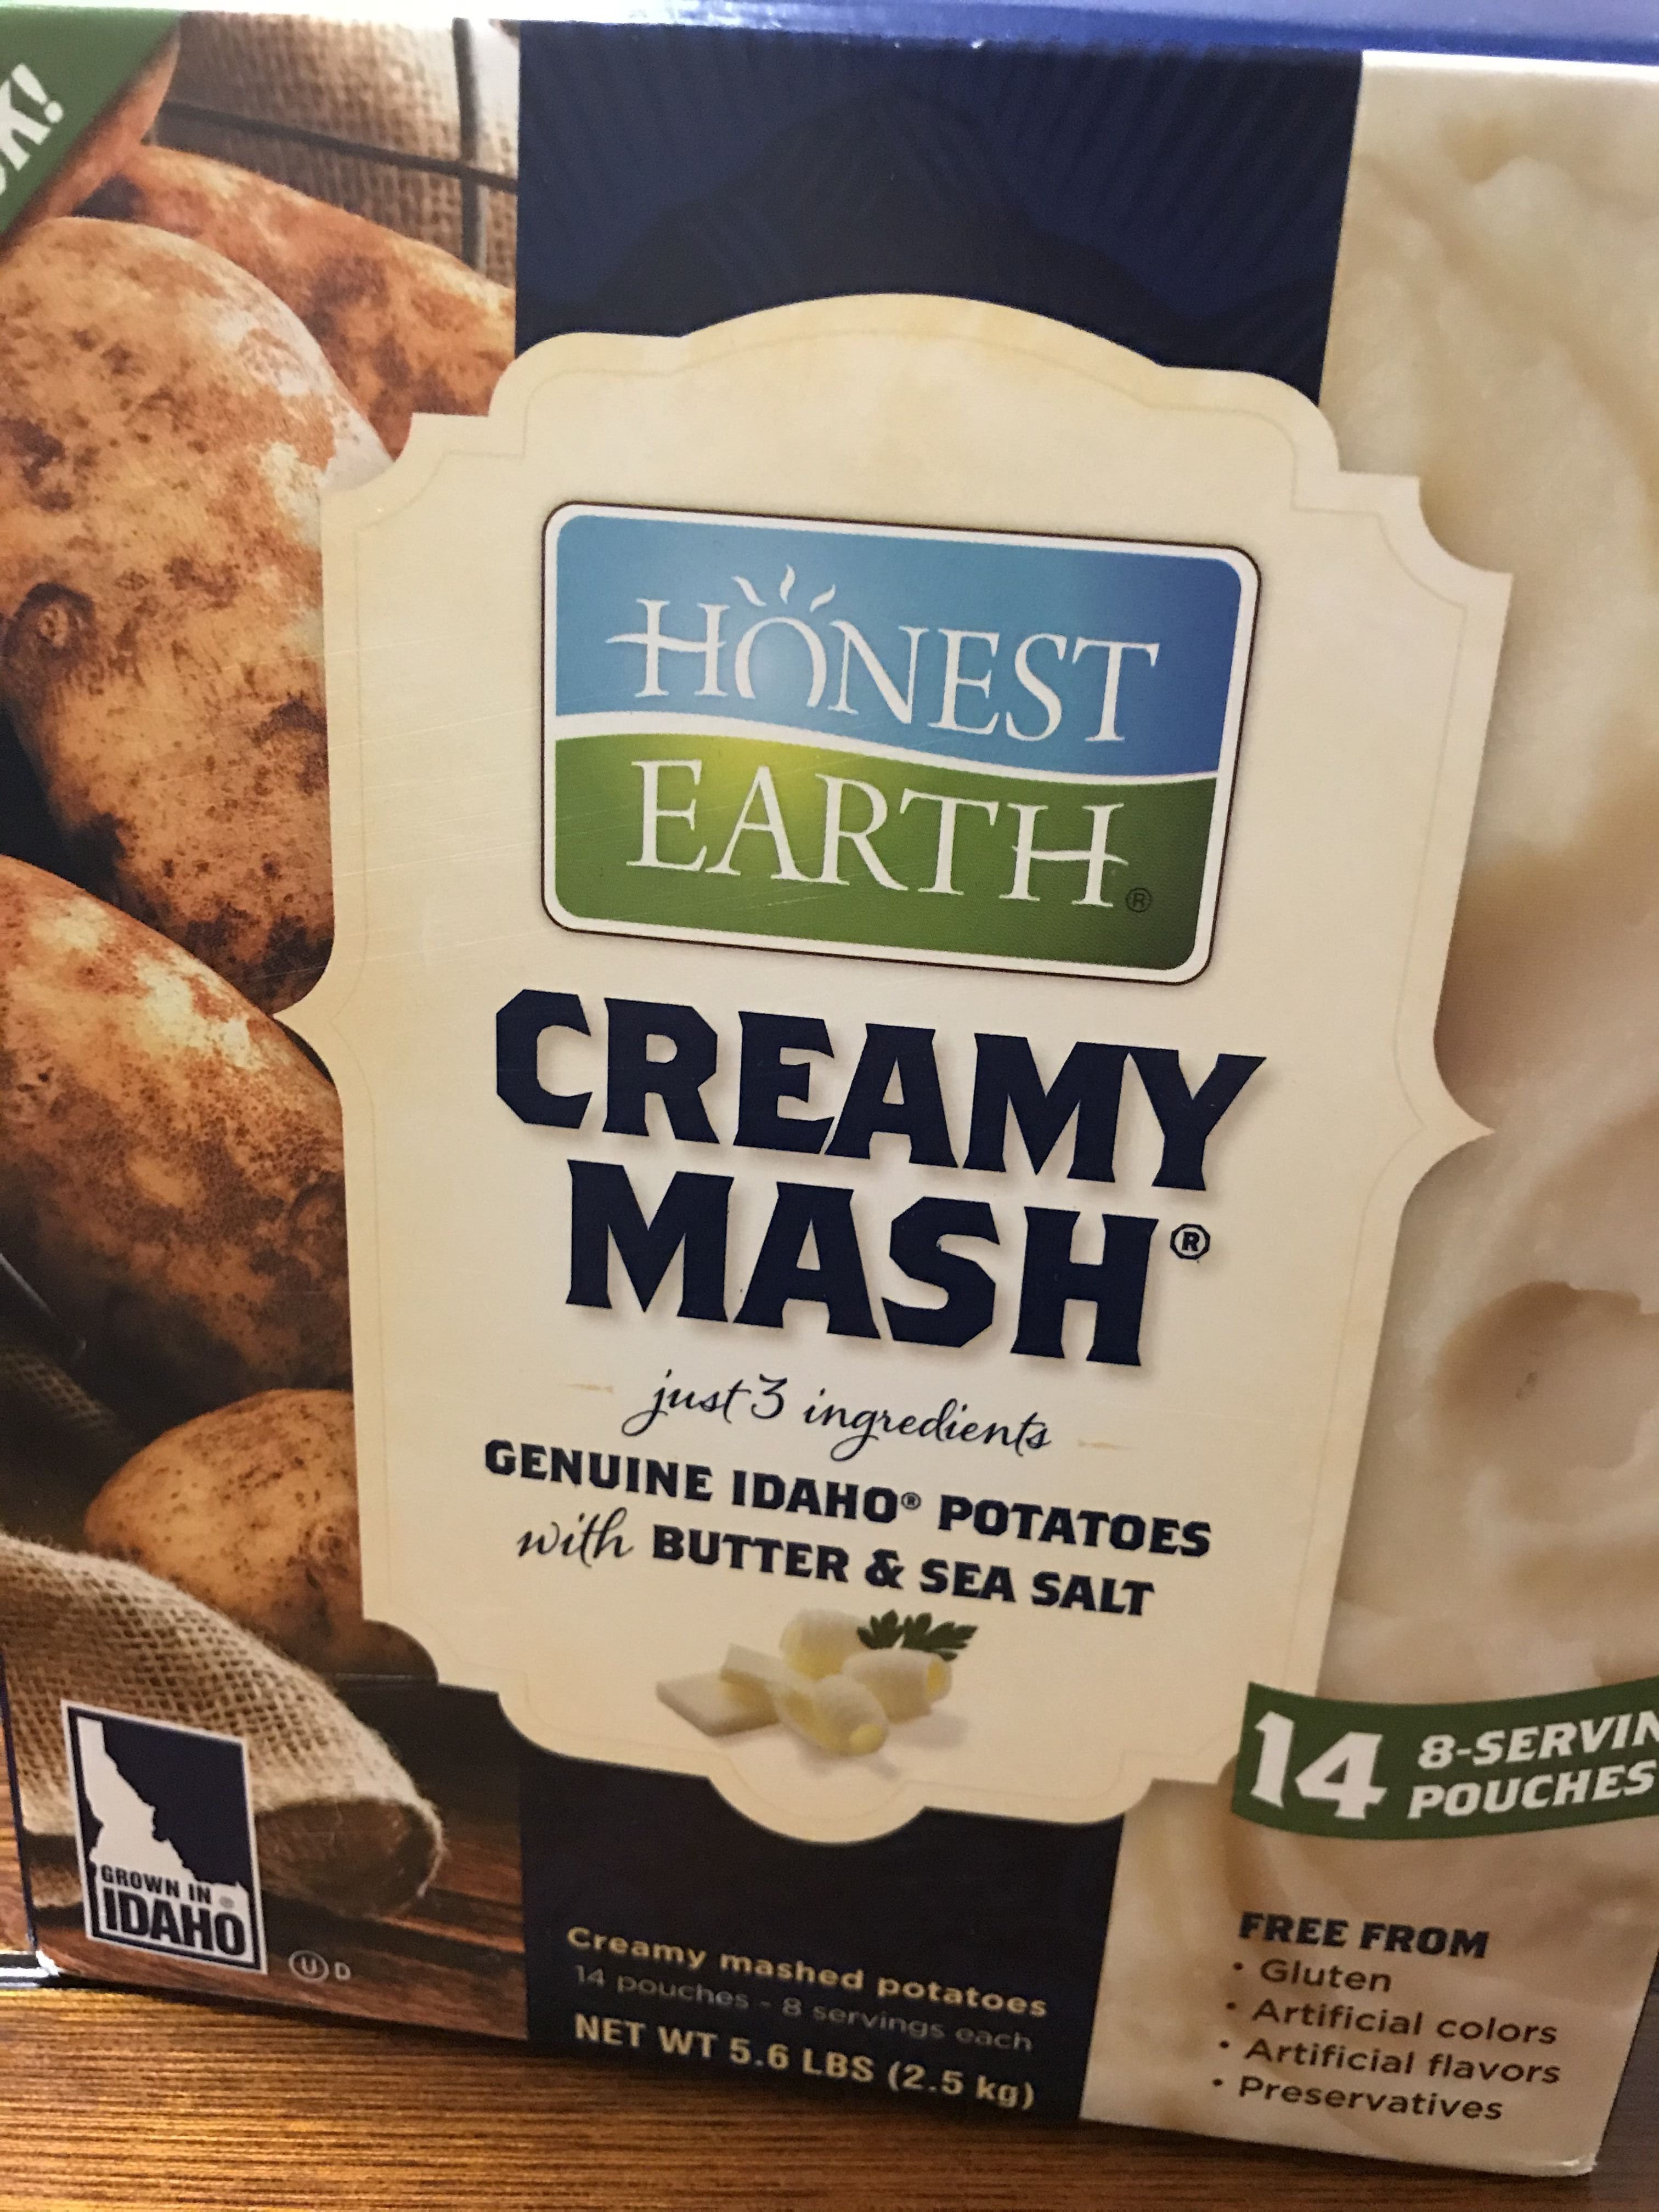 HONEST
EARTH®
CREAMY
MASH®
just 3 ingredients
GENUINE IDAHO® POTATOES
with BUTTER & SEA SALT
14 8-SERVIN
POUCHES
GROWN IN
IDAHO®
U D
Creamy mashed potatoes
14 pouches - 8 servings each
NET WT 5.6 LBS (2.5 kg)
FREE FROM
• Gluten
• Artificial colors
• Artificial flavors
• Preservatives